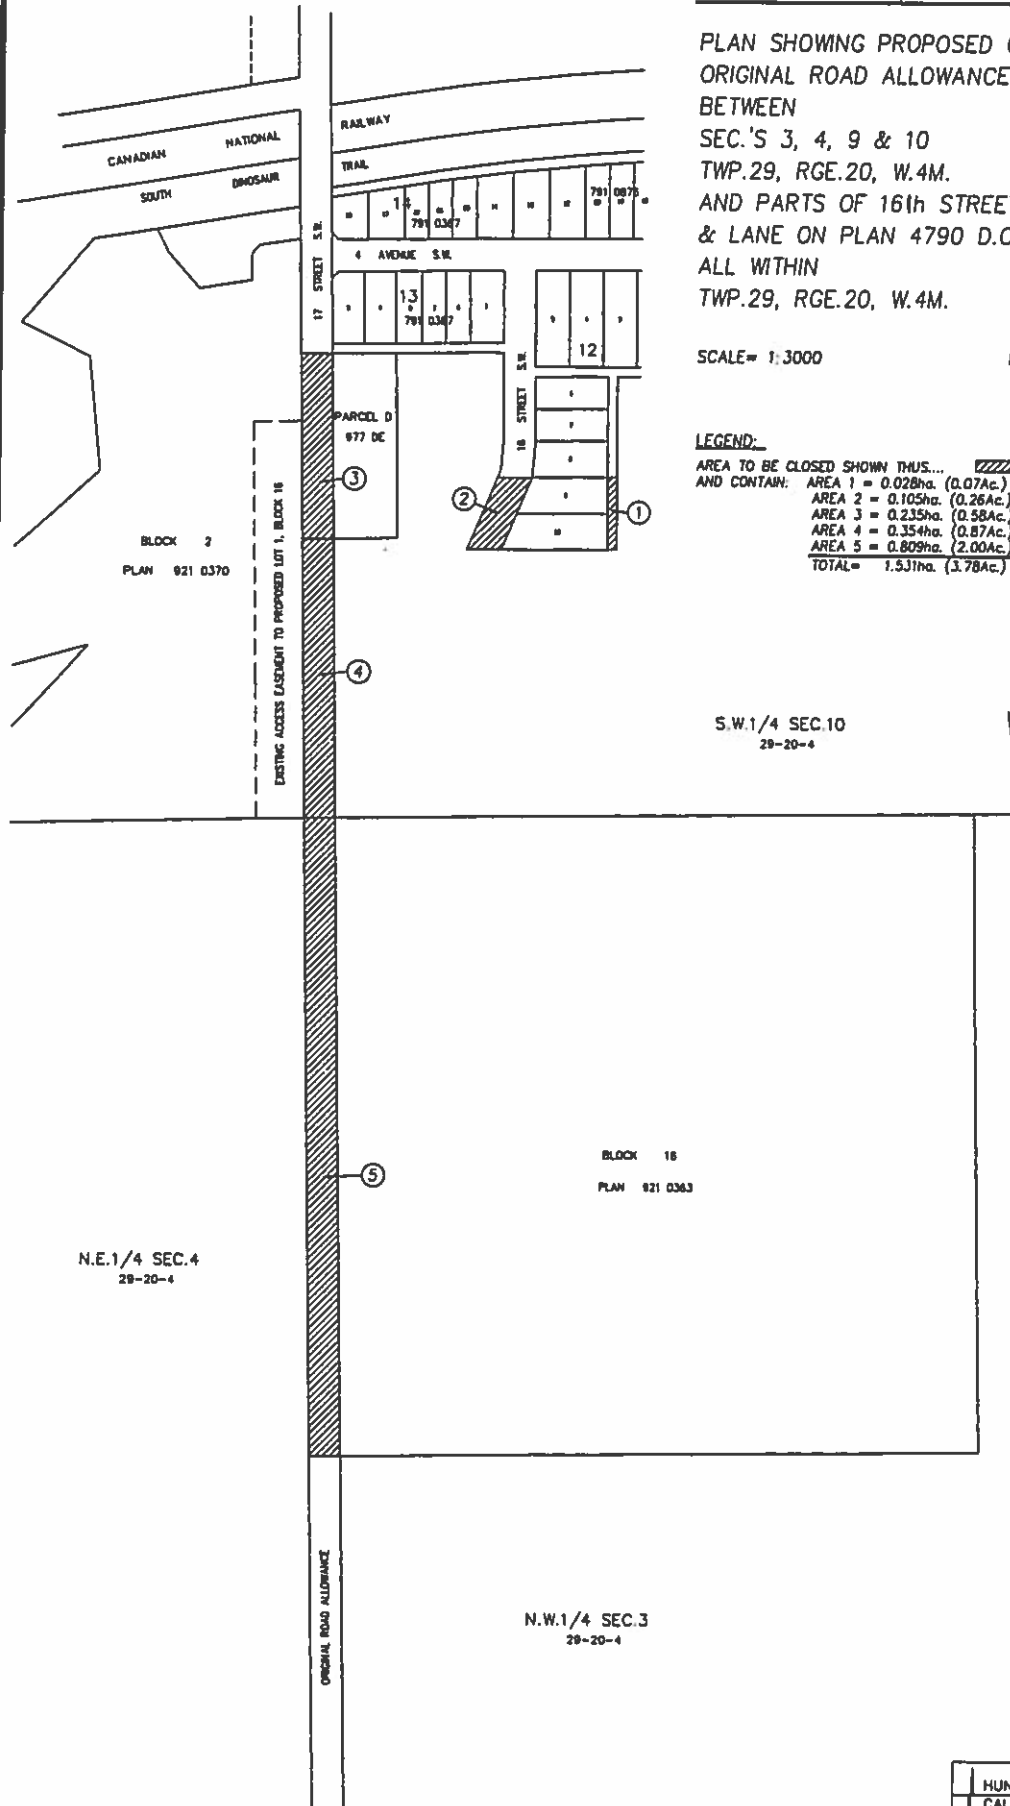 PLAN SHOWING PROPOSED
ORIGINAL ROAD ALLOWANCE
BETWEEN
SEC.'S 3, 4, 9 & 10
TWP.29, RGE.20, W.4M.
AND PARTS OF 16th STREET
& LANE ON PLAN 4790 D.
ALL WITHIN
TWP.29, RGE.20, W.4M.
SCALE= 1:3000
LEGEND:
AREA TO BE CLOSED SHOWN THUS....
AND CONTAIN: AREA 1 = 0.028ha. (0.07Ac.)
AREA 2 = 0.105ha. (0.26Ac.)
AREA 3 = 0.235ha. (0.58Ac.)
AREA 4 = 0.354ha. (0.87Ac.)
AREA 5 = 0.809ha. (2.00Ac.)
TOTAL= 1.531ha. (3.78Ac.)
CANADIAN NATIONAL RAILWAY
SOUTH DINOSAUR TRAIL
14
791 0367
17 STREET S.W.
4 AVENUE S.W.
13
791 0367
12
16 STREET S.W.
PARCEL D
977 DE
3
2
1
BLOCK 2
PLAN 921 0370
EXISTING ACCESS EASEMENT TO PROPOSED LOT 1, BLOCK 16
4
S.W.1/4 SEC.10
29-20-4
5
BLOCK 16
PLAN 921 0363
N.E.1/4 SEC.4
29-20-4
ORIGINAL ROAD ALLOWANCE
N.W.1/4 SEC.3
29-20-4
HUN
CAL